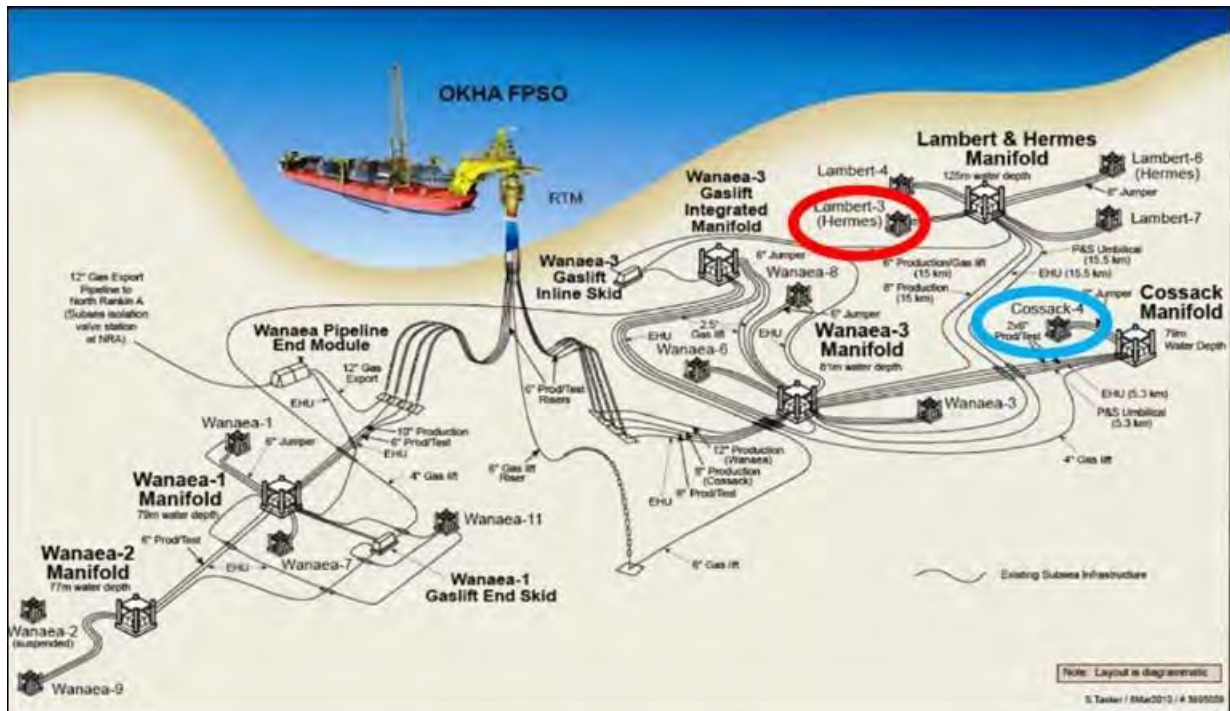 OKHA FPSO
RTM
Lambert & Hermes
Manifold
125m water depth
Lambert-6
(Hermes)
6" Jumper
Lambert-4
Lambert-3
(Hermes)
Lambert-7
P&S Umbilical
(15.5 km)
EHU (15.5 km)
6" Production/Gas lift
(15 km)
8" Production
(15 km)
Wanaea-3
Gaslift
Integrated
Manifold
6" Jumper
Wanaea-3
Gaslift
Inline Skid
Wanaea-8
6" Jumper
Jumper
Cossack-4
2x6"
Prod/Test
Cossack
Manifold
79m
Water Depth
EHU (5.3 km)
P&S Umbilical
(5.3 km)
4" Gas lift
12" Gas Export
Pipeline to
North Rankin A
(Subsea isolation
valve station
at NRA)
Wanaea Pipeline
End Module
12" Gas
Export
EHU
EHU
2.5"
Gas lift
EHU
Wanaea-6
Wanaea-3
Manifold
81m water depth
Wanaea-3
6" Prod/Test
Risers
10" Production
6" Prod/Test
EHU
Wanaea-1
6" Jumper
4" Gas lift
6" Gas lift
Riser
12" Production
(Wanaea)
Production
(Cossack)
6" Prod/Test
EHU
Wanaea-1
Manifold
79m water depth
Wanaea-11
Wanaea-7
6" Prod/Test
EHU
Wanaea-2
Manifold
77m water depth
Wanaea-1
Gaslift End Skid
6" Gas lift
Existing Subsea Infrastructure
Wanaea-2
(suspended)
Wanaea-9
Note: Layout is diagrammatic